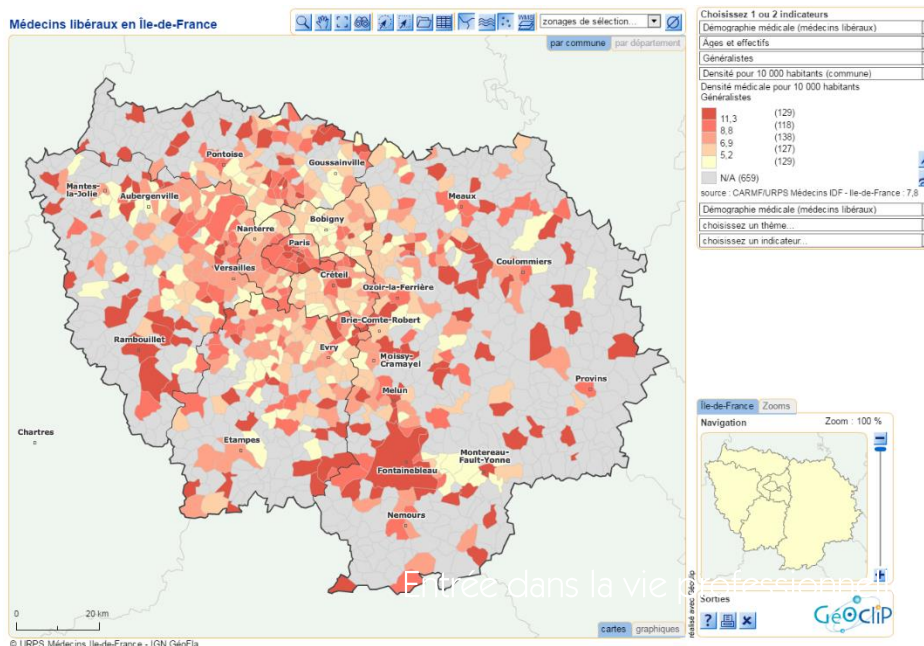 Médecins libéraux en Île-de-France
zonages de sélection...
par commune par département
Choisissez 1 ou 2 indicateurs
Démographie médicale (médecins libéraux)
Âges et effectifs
Généralistes
Densité pour 10 000 habitants (commune)
Densité médicale pour 10 000 habitants
Généralistes
(129)
11,3
(118)
8,8
(138)
6,9
(127)
5,2
(129)
N/A (659)
source : CARMF/URPS Médecins IDF - Ile-de-France : 7,8
Démographie médicale (médecins libéraux)
choisissez un thème...
choisissez un indicateur...
Pontoise
Goussainville
Mantes-
la-Jolie
Aubergenville
Meaux
Bobigny
Nanterre
Paris
Versailles
Créteil
Coulommiers
Ozoir-la-Ferrière
Brie-Comte-Robert
Rambouillet
Evry
Moissy-
Cramayel
Melun
Provins
Chartres
Etampes
Montereau-
Fault-Yonne
Fontainebleau
Nemours
Île-de-France Zooms
Navigation Zoom : 100 %
Entrée dans la vie professionnelle
0 20 km
cartes graphiques
réalisé avec Géoclip
Sorties
?
GéOCliP
© URPS Médecins Ile-de-France - IGN GéoFla